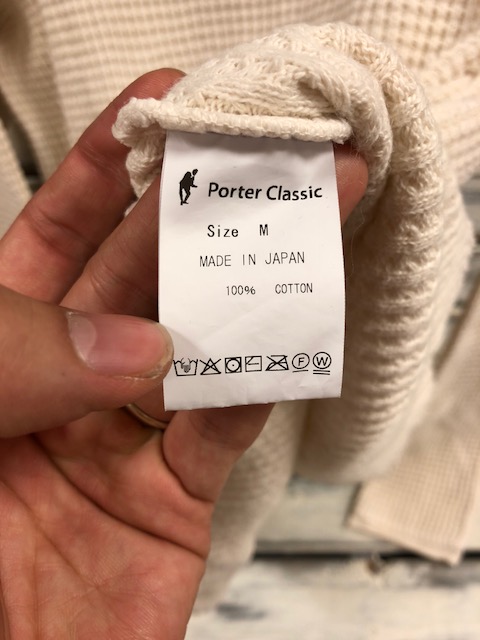 Porter Classic
Size M
MADE IN JAPAN
100% COTTON
F W